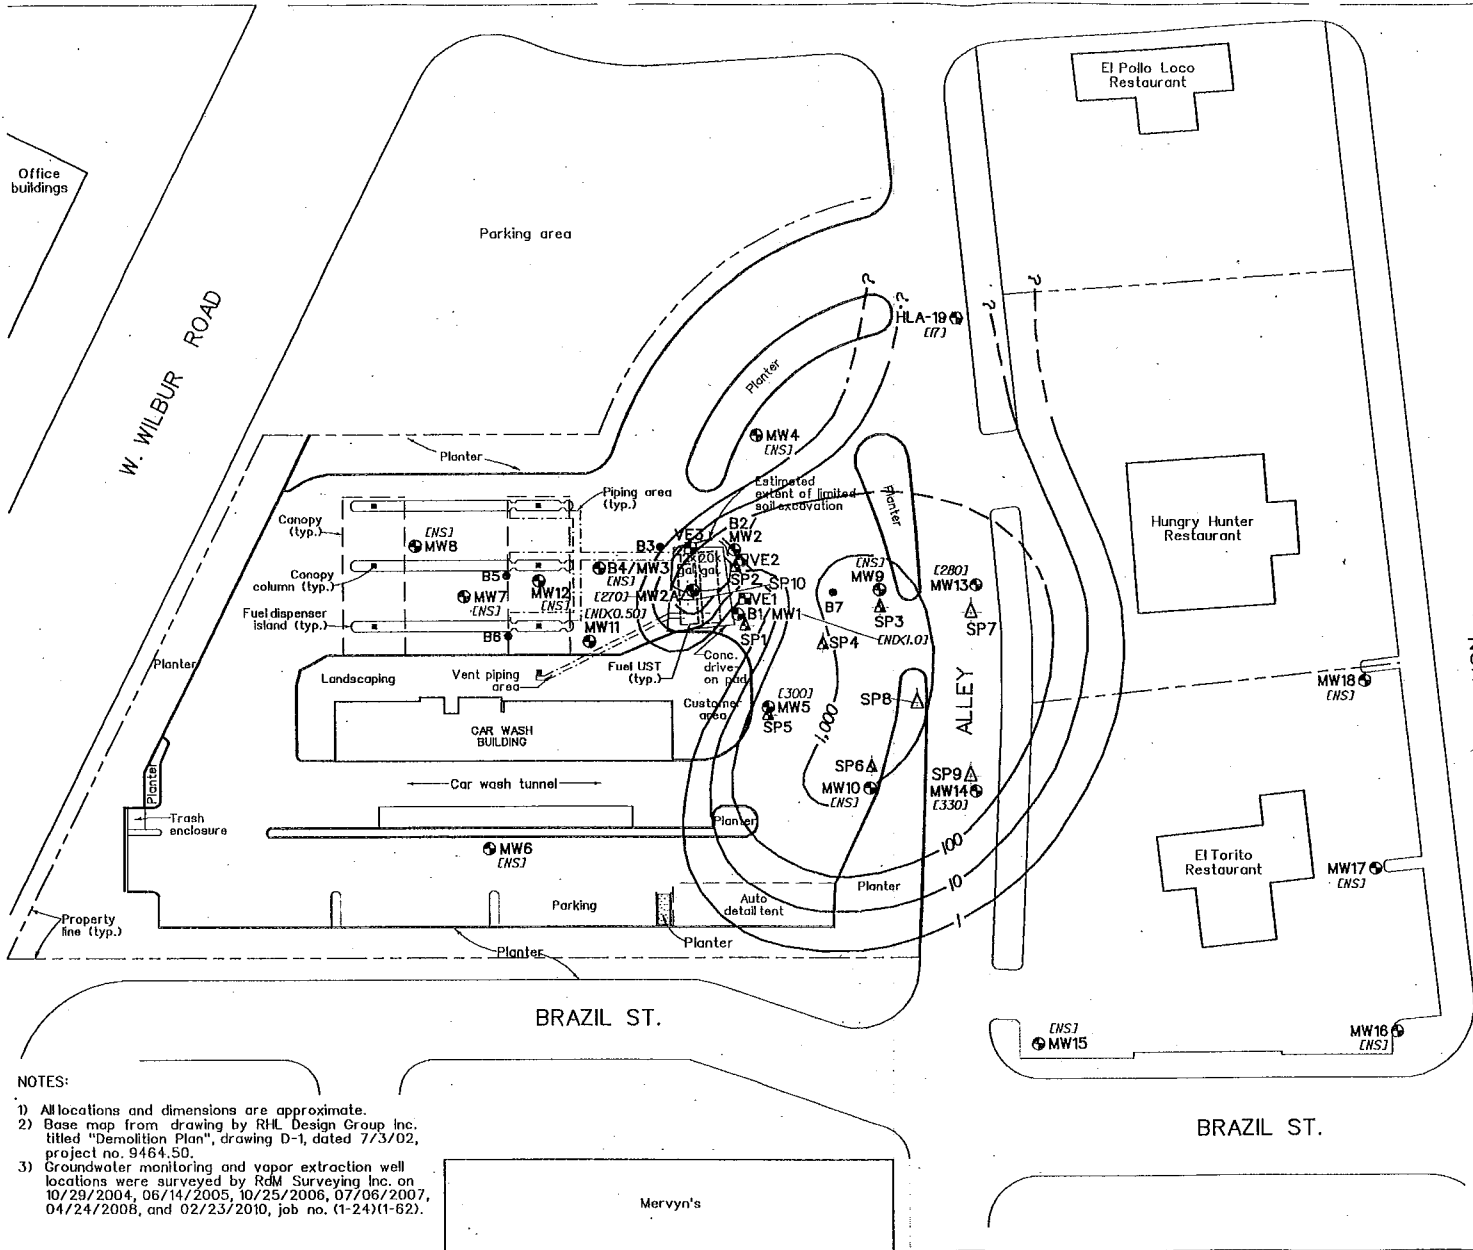 El Pollo Loco
Restaurant
Office
buildings
Parking area
W. WILBUR ROAD
?
?
?
?
HLA-19
[17]
Planter
MW4
[NS]
Planter
Estimated
extent of limited
soil excavation
Planter
Piping area
(typ.)
Canopy
(typ.)
[NS]
MW8
B3
VE3
B2/
MW2
VE2
SP2
SP10
Hungry Hunter
Restaurant
Canopy
column (typ.)
B5
B4/MW3
[NS]
gal.
gal.
[NS]
MW9
[280]
MW13
MW12
[NS]
[270]
MW2A
VE1
B7
SP3
SP7
Fuel dispenser
island (typ.)
MW7
[NS]
[ND<0.50]
MW11
B1/MW1
SP1
SP4
[ND<1.0]
B6
Planter
Landscaping
Vent piping
area
Fuel UST
(typ.)
Conc.
drive-
on pad
MW18
[NS]
Customer
area
[300]
MW5
SP5
SP8
ALLEY
1,000
CAR WASH
BUILDING
Car wash tunnel
SP6
MW10
[NS]
SP9
MW14
[330]
Planter
Trash
enclosure
Planter
MW6
[NS]
100
10
1
El Torito
Restaurant
MW17
[NS]
Planter
Parking
Auto
detail tent
Property
line (typ.)
Planter
Planter
BRAZIL ST.
[NS]
MW15
MW16
[NS]
BRAZIL ST.
NOTES:
1) All locations and dimensions are approximate.
2) Base map from drawing by RHL Design Group Inc.
titled "Demolition Plan", drawing D-1, dated 7/3/02,
project no. 9464.50.
3) Groundwater monitoring and vapor extraction well
locations were surveyed by RdM Surveying Inc. on
10/29/2004, 06/14/2005, 10/25/2006, 07/06/2007,
04/24/2008, and 02/23/2010, job no. (1-24)(1-62).
Mervyn's